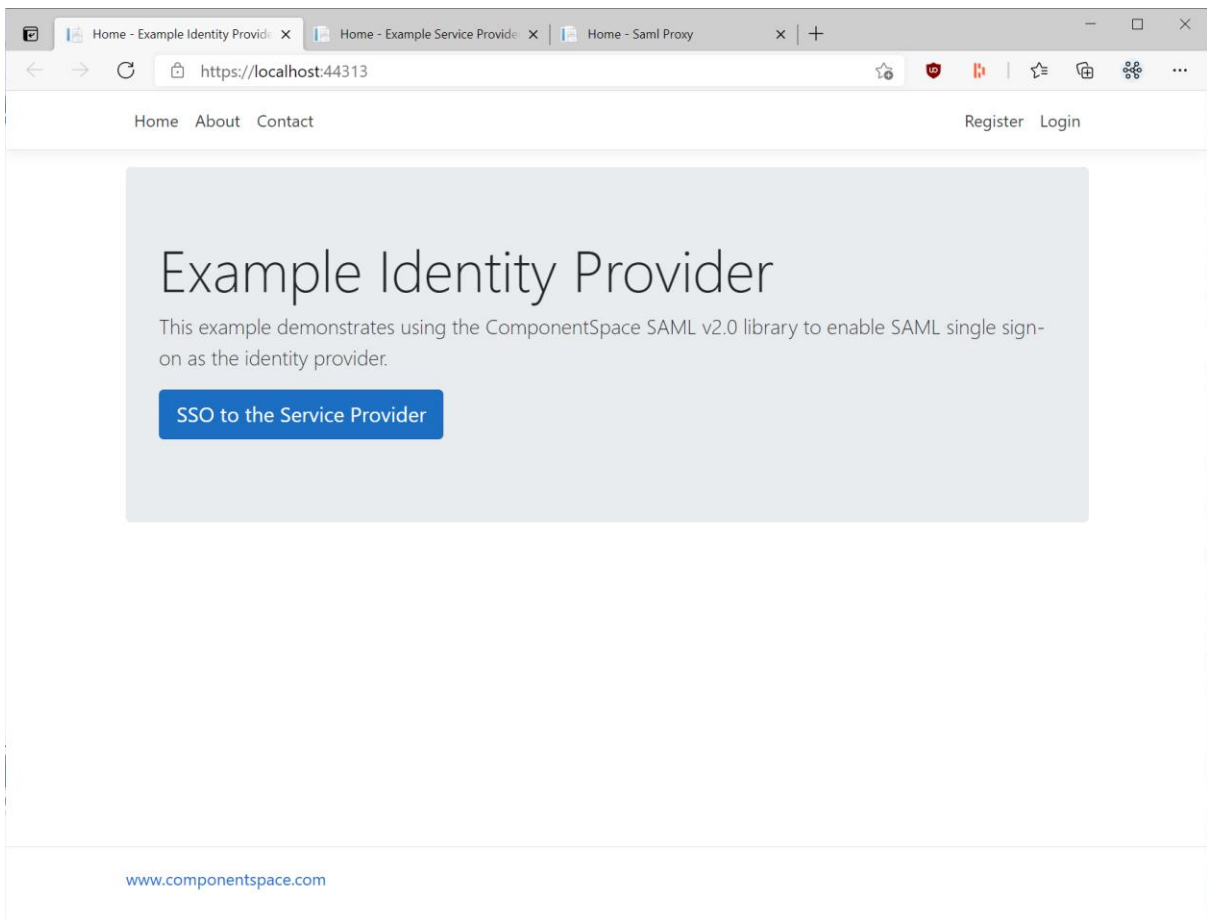 Home - Example Identity Provid
Home - Example Service Provide
Home - Saml Proxy
https://localhost:44313
Home About Contact
Register Login
Example Identity Provider
This example demonstrates using the ComponentSpace SAML v2.0 library to enable SAML single sign-
on as the identity provider.
SSO to the Service Provider
www.componentspace.com